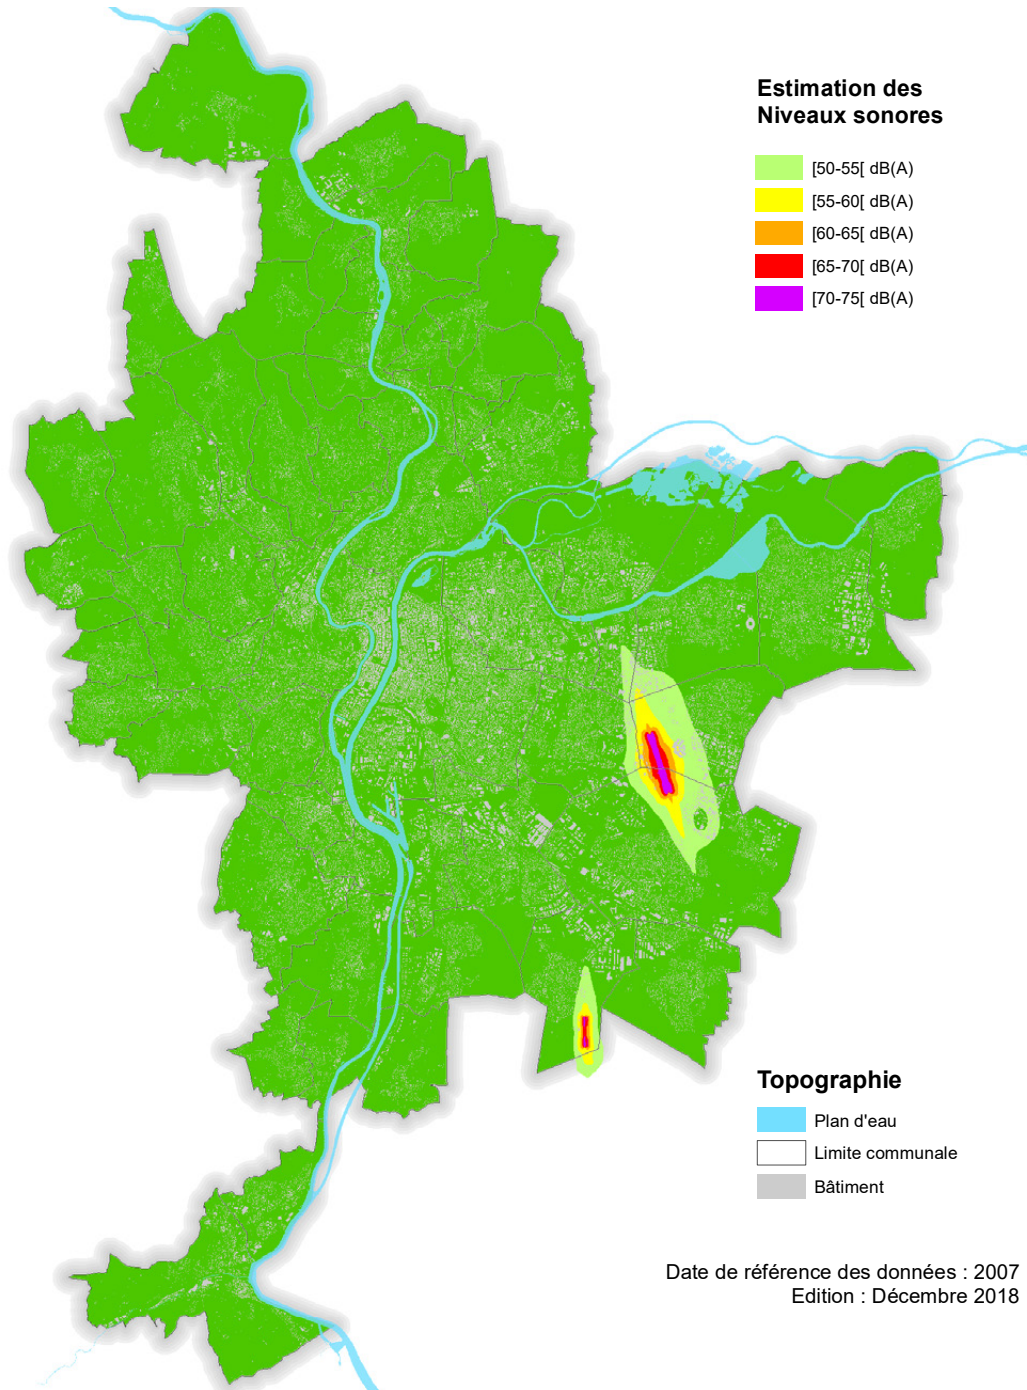 Estimation des
Niveaux sonores
[50-55[ dB(A)
[55-60[ dB(A)
[60-65[ dB(A)
[65-70[ dB(A)
[70-75[ dB(A)
Topographie
Plan d'eau
Limite communale
Bâtiment
Date de référence des données : 2007
Edition : Décembre 2018